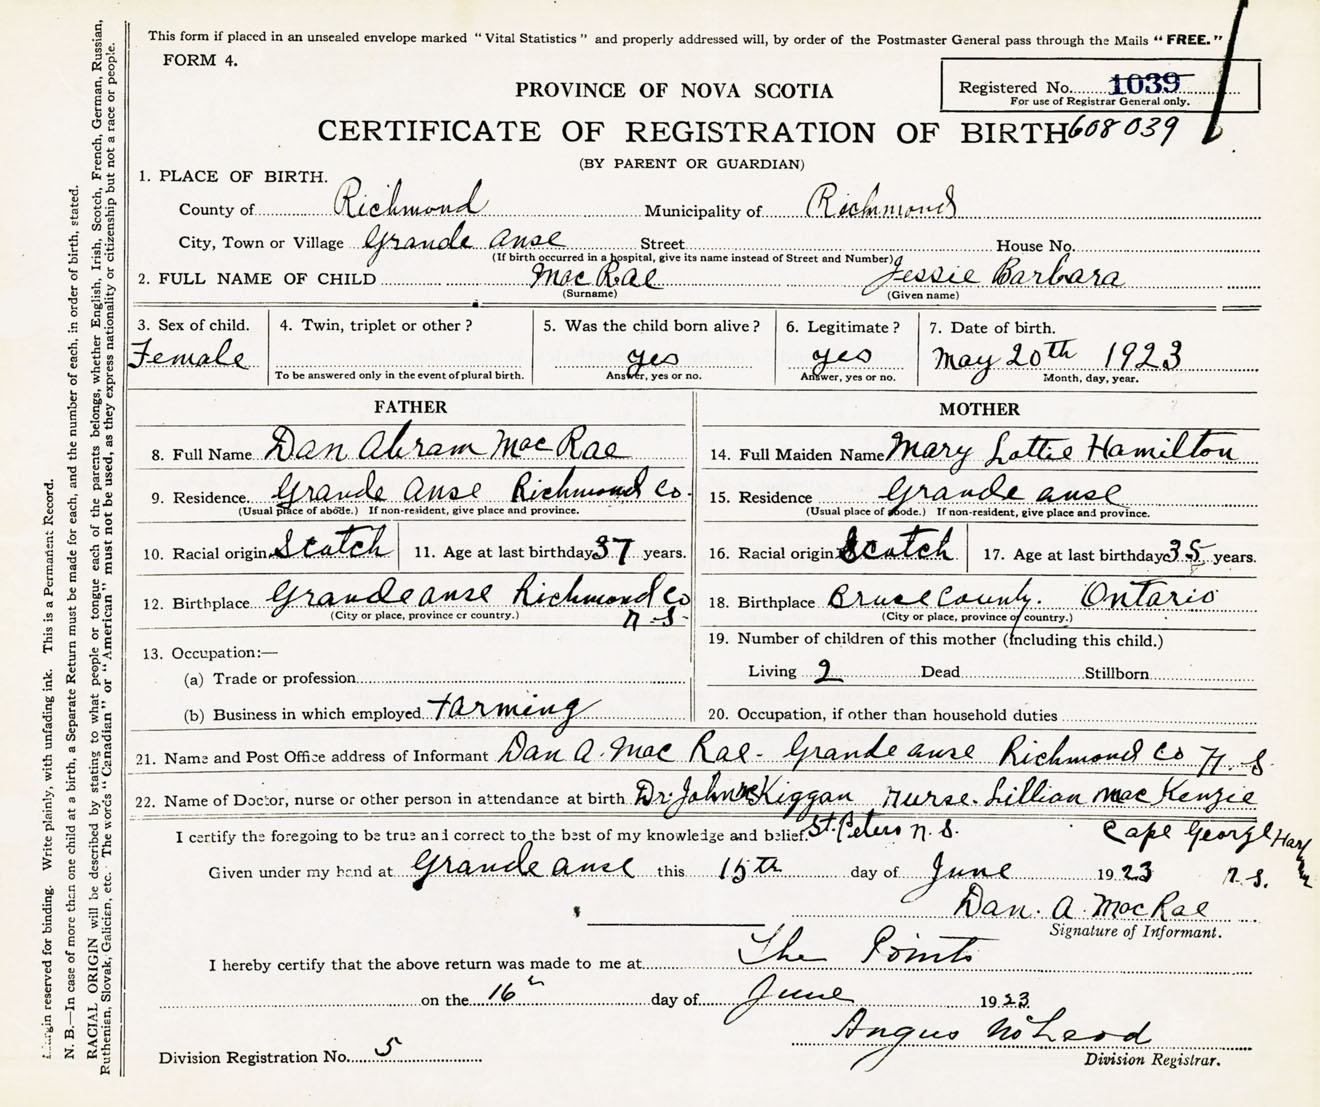 This form if placed in an unsealed envelope marked "Vital Statistics" and properly addressed will, by order of the Postmaster General pass through the Mails "FREE."
FORM 4.
Registered No. 1039
For use of Registrar General only.
PROVINCE OF NOVA SCOTIA
CERTIFICATE OF REGISTRATION OF BIRTH 608039
(BY PARENT OR GUARDIAN)
1. PLACE OF BIRTH.
County of Richmond Municipality of Richmond
City, Town or Village Grande Anse Street House No.
(If birth occurred in a hospital, give its name instead of Street and Number)
2. FULL NAME OF CHILD MacRae Jessie Barbara
(Surname) (Given name)
3. Sex of child. 4. Twin, triplet or other? 5. Was the child born alive? 6. Legitimate? 7. Date of birth.
Female yes yes May 20th 1923
To be answered only in the event of plural birth. Answer, yes or no. Answer, yes or no. Month, day, year.
FATHER MOTHER
8. Full Name Dan Abram MacRae 14. Full Maiden Name Mary Lottie Hamilton
9. Residence. Grande Anse Richmond Co. 15. Residence Grande anse
(Usual place of abode.) If non-resident, give place and province. (Usual place of abode.) If non-resident, give place and province.
10. Racial origin Scotch 11. Age at last birthday 37 years. 16. Racial origin Scotch 17. Age at last birthday 35 years.
12. Birthplace Grande anse Richmond Co 18. Birthplace Bruce County. Ontario
(City or place, province or country.) N.S. (City or place, province or country.)
19. Number of children of this mother (including this child.)
13. Occupation:—
Living 2 Dead Stillborn
(a) Trade or profession
(b) Business in which employed Farming 20. Occupation, if other than household duties
21. Name and Post Office address of Informant Dan A. Mac Rae - Grande anse Richmond Co N.S.
22. Name of Doctor, nurse or other person in attendance at birth Dr. John McKiggan Nurse. Lillian MacKenzie
I certify the foregoing to be true and correct to the best of my knowledge and belief. St. Peters N.S. Cape George Har
Given under my hand at Grande anse this 15th day of June 1923 N.S.
Dan. A. MacRae
Signature of Informant.
I hereby certify that the above return was made to me at The Points
on the 16th day of June 1923
Angus McLeod
Division Registration No. 5 Division Registrar.
Margin reserved for binding. Write plainly, with unfading ink. This is a Permanent Record.
N. B.—In case of more than one child at a birth, a Separate Return must be made for each, and the number of each, in order of birth, stated.
RACIAL ORIGIN will be described by stating to what people or tongue each of the parents belongs, whether English, Irish, Scotch, French, German, Russian,
Ruthenian, Slovak, Galician, etc. The words "Canadian" or "American" must not be used, as they express nationality or citizenship but not a race or people.